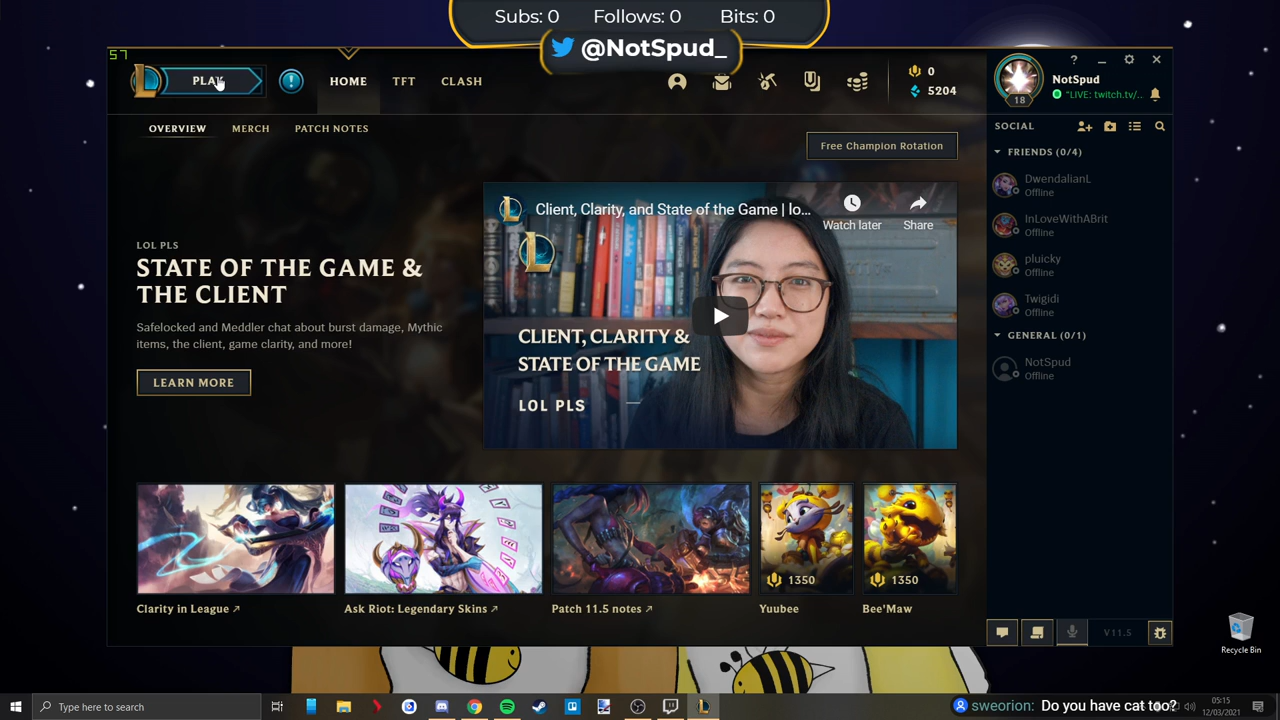 Subs: 0 Follows: 0 Bits: 0
@NotSpud_
57
PLAY
HOME
TFT
CLASH
0
5204
?
NotSpud
"LIVE: twitch.tv/...
18
OVERVIEW
MERCH
PATCH NOTES
Free Champion Rotation
SOCIAL
FRIENDS (0/4)
DwendalianL
Offline
InLoveWithABrit
Offline
pluicky
Offline
Twigidi
Offline
GENERAL (0/1)
NotSpud
Offline
LOL PLS
STATE OF THE GAME &
THE CLIENT
Safelocked and Meddler chat about burst damage, Mythic
items, the client, game clarity, and more!
LEARN MORE
Client, Clarity, and State of the Game | lo...
Watch later
Share
CLIENT, CLARITY &
STATE OF THE GAME
LOL PLS
1350
1350
Clarity in League ↗
Ask Riot: Legendary Skins ↗
Patch 11.5 notes ↗
Yuubee
Bee'Maw
V11.5
Recycle Bin
Type here to search
sweorion: Do you have cat too?
05:15
12/03/2021